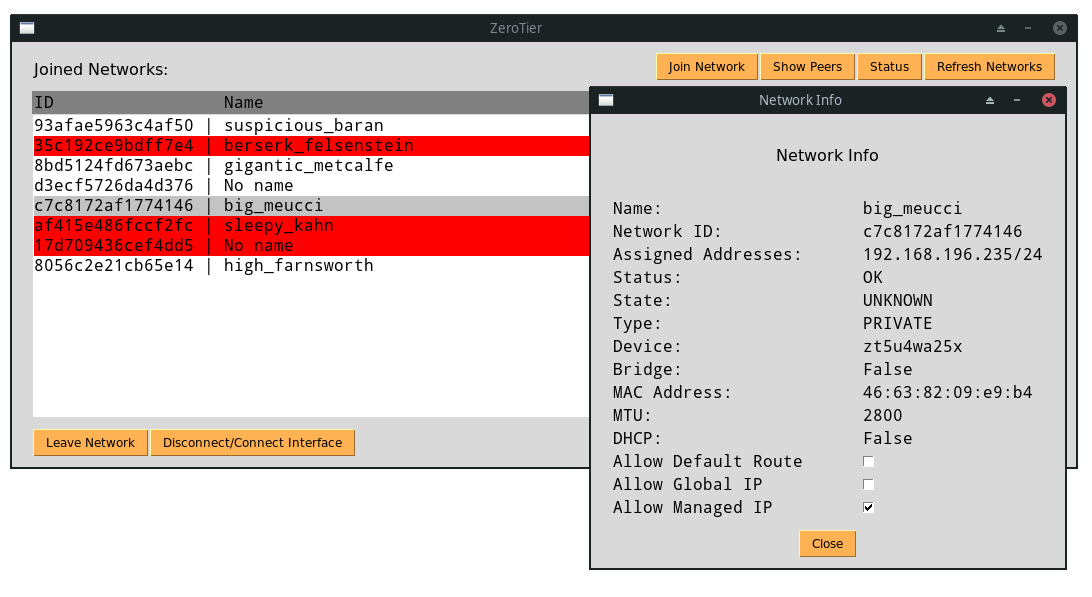 ZeroTier
Joined Networks:
Join Network
Show Peers
Status
Refresh Networks
ID Name
93afae5963c4af50 | suspicious_baran
35c192ce9bdff7e4 | berserk_felsenstein
8bd5124fd673aebc | gigantic_metcalfe
d3ecf5726da4d376 | No name
c7c8172af1774146 | big_meucci
af415e486fccf2fc | sleepy_kahn
17d709436cef4dd5 | No name
8056c2e21cb65e14 | high_farnsworth
Leave Network
Disconnect/Connect Interface
Network Info
Network Info
Name: big_meucci
Network ID: c7c8172af1774146
Assigned Addresses: 192.168.196.235/24
Status: OK
State: UNKNOWN
Type: PRIVATE
Device: zt5u4wa25x
Bridge: False
MAC Address: 46:63:82:09:e9:b4
MTU: 2800
DHCP: False
Allow Default Route
Allow Global IP
Allow Managed IP
Close